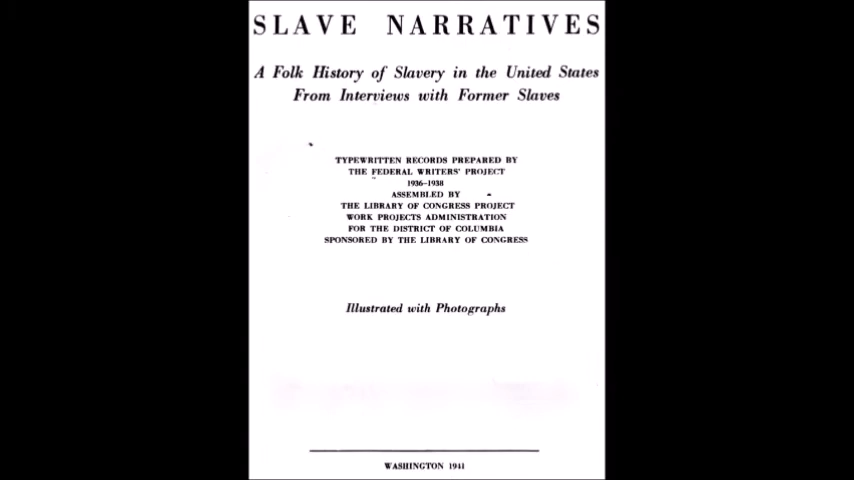 SLAVE NARRATIVES
A Folk History of Slavery in the United States
From Interviews with Former Slaves
TYPEWRITTEN RECORDS PREPARED BY
THE FEDERAL WRITERS' PROJECT
1936-1938
ASSEMBLED BY
THE LIBRARY OF CONGRESS PROJECT
WORK PROJECTS ADMINISTRATION
FOR THE DISTRICT OF COLUMBIA
SPONSORED BY THE LIBRARY OF CONGRESS
Illustrated with Photographs
WASHINGTON 1941